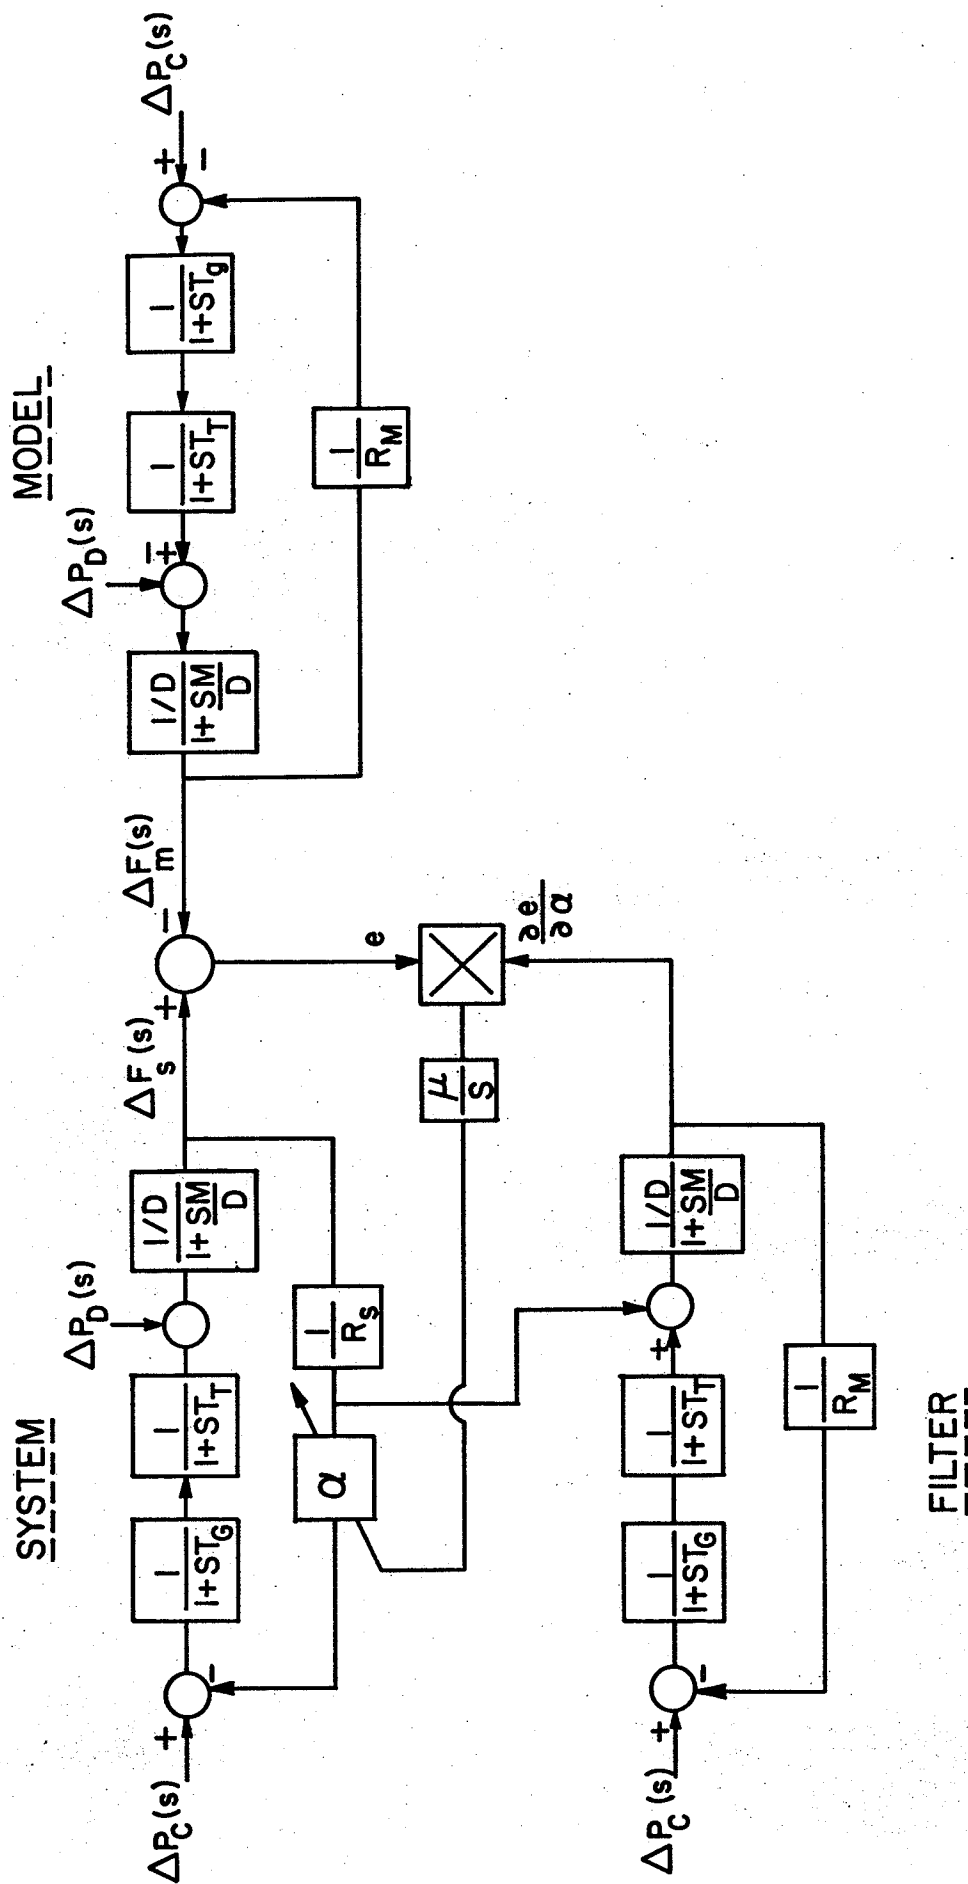 SYSTEM
MODEL
ΔP_C(s)
+
-
1/(1+ST_G)
1/(1+ST_T)
ΔP_D(s)
(1/D)/(1+SM/D)
ΔF_s(s)
+
-
ΔF_m(s)
(1/D)/(1+SM/D)
ΔP_D(s)
-
+
1/(1+ST_T)
1/(1+ST_g)
+
-
ΔP_C(s)
α
1/R_s
e
1/R_M
μ/S
∂e/∂α
ΔP_C(s)
+
-
1/(1+ST_G)
1/(1+ST_T)
+
(1/D)/(1+SM/D)
1/R_M
FILTER